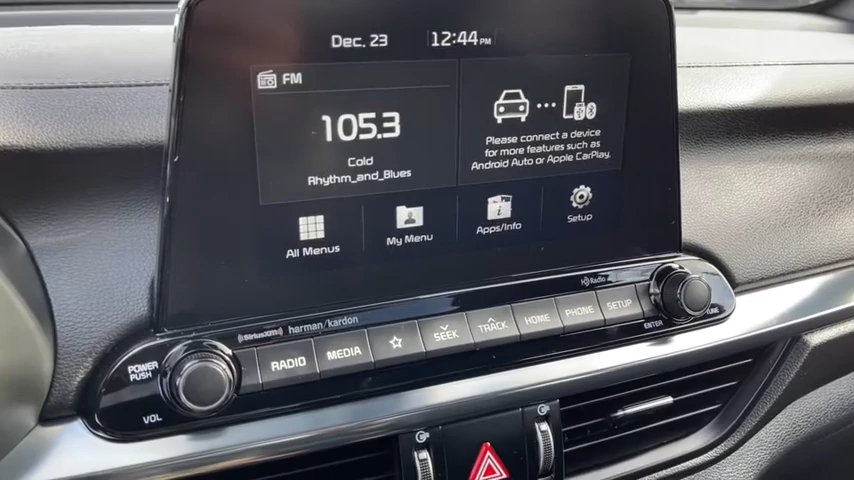 Dec. 23
12:44 PM
FM
105.3
Cold
Rhythm_and_Blues
Please connect a device
for more features such as
Android Auto or Apple CarPlay.
All Menus
My Menu
Apps/Info
Setup
((SiriusXM))
harman/kardon
HD Radio
POWER
PUSH
VOL
RADIO
MEDIA
SEEK
TRACK
HOME
PHONE
SETUP
ENTER
TUNE